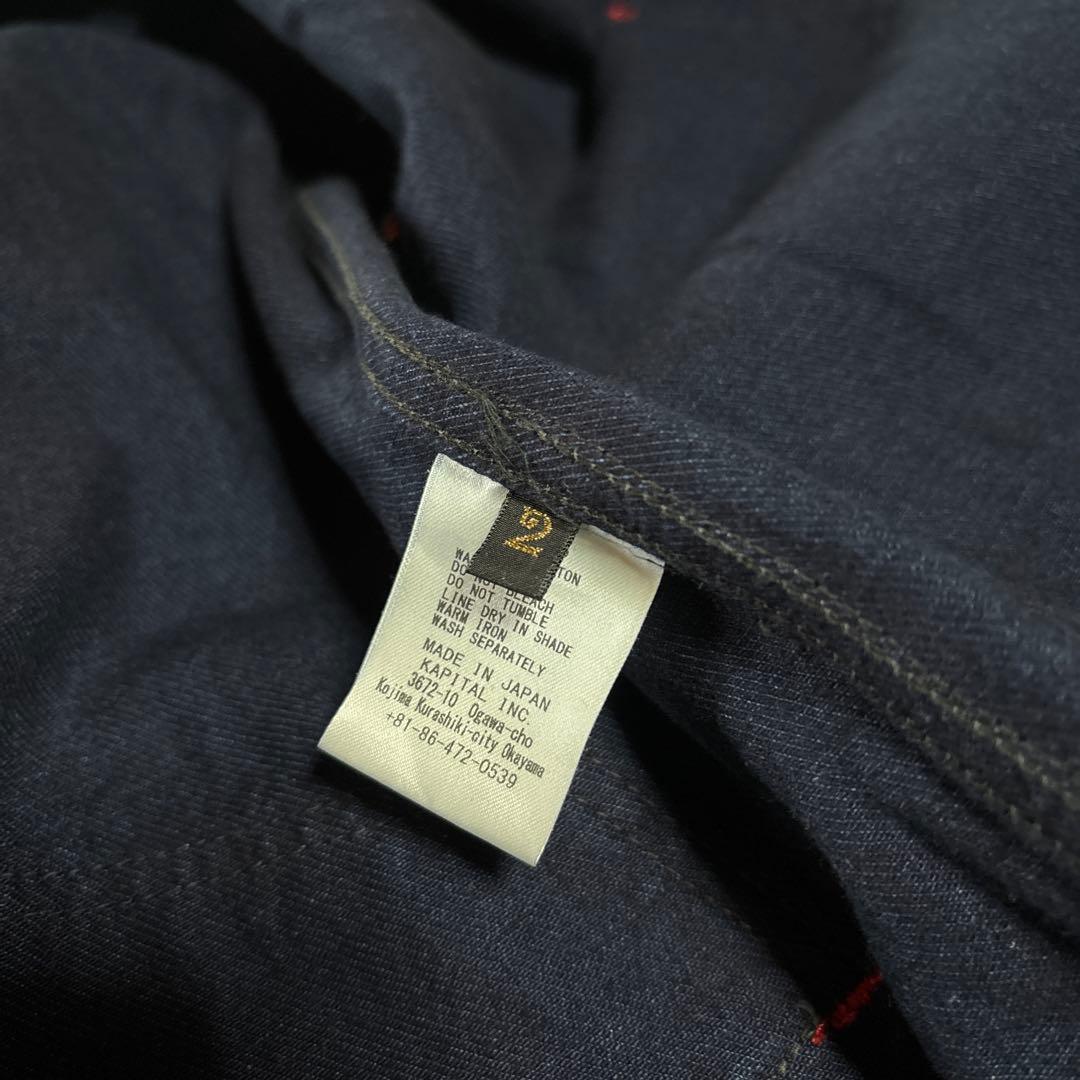 2
DO NOT BLEACH
DO NOT TUMBLE
LINE DRY IN SHADE
WARM IRON
WASH SEPARATELY
MADE IN JAPAN
KAPITAL INC.
3672-10 Ogawa-cho
Kojima Kurashiki-city Okayama
+81-86-472-0539